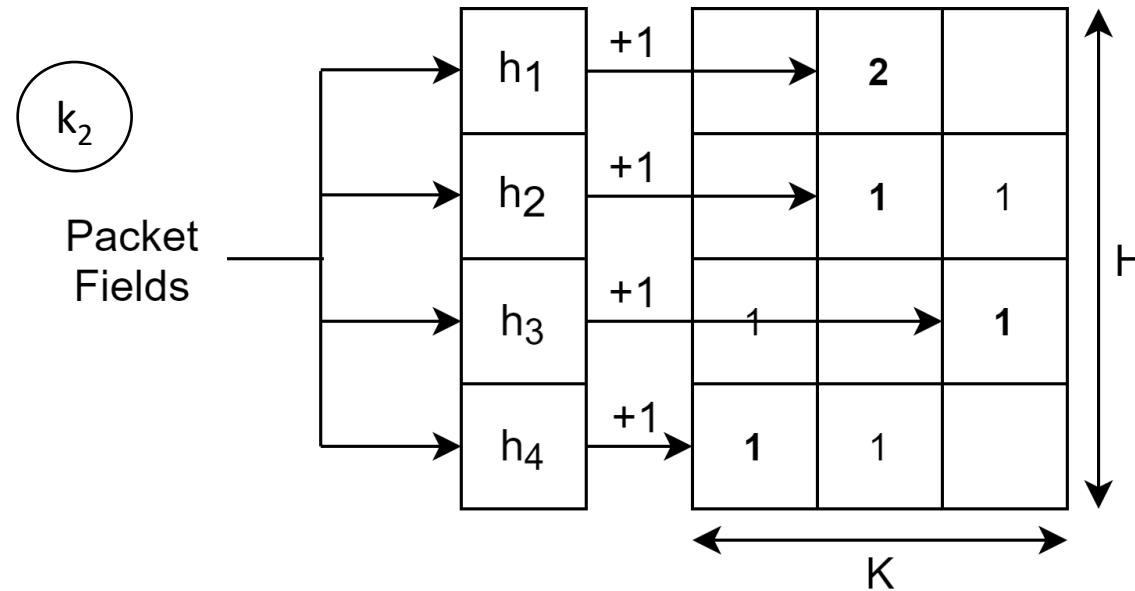 k₂
Packet
Fields
h₁ +1 2
h₂ +1 1 1
h₃ +1 1 1
h₄ +1 1 1
H
K